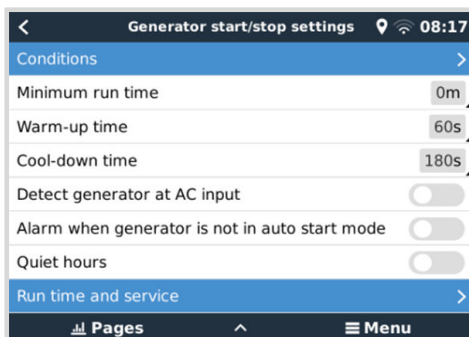 Generator start/stop settings 08:17
Conditions
Minimum run time 0m
Warm-up time 60s
Cool-down time 180s
Detect generator at AC input
Alarm when generator is not in auto start mode
Quiet hours
Run time and service
Pages Menu